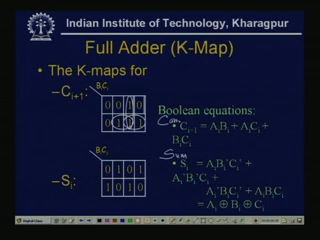 Indian Institute of Technology, Kharagpur
Full Adder (K-Map)
• The K-maps for
–Cᵢ₊₁:
BᵢCᵢ
0 0 1 0
0 1 1 1
Boolean equations:
• Cᵢ₊₁ = AᵢBᵢ + AᵢCᵢ +
BᵢCᵢ
Sum
–Sᵢ:
BᵢCᵢ
0 1 0 1
1 0 1 0
• Sᵢ = AᵢBᵢ'Cᵢ' +
Aᵢ'Bᵢ'Cᵢ +
Aᵢ'BᵢCᵢ' + AᵢBᵢCᵢ
= Aᵢ ⊕ Bᵢ ⊕ Cᵢ